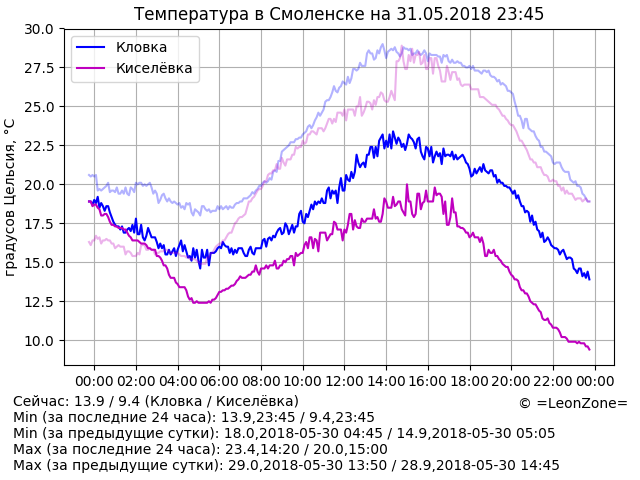 Температура в Смоленске на 31.05.2018 23:45
Кловка
Киселёвка
градусов Цельсия, °C
30.0
27.5
25.0
22.5
20.0
17.5
15.0
12.5
10.0
00:00 02:00 04:00 06:00 08:00 10:00 12:00 14:00 16:00 18:00 20:00 22:00 00:00
Сейчас: 13.9 / 9.4 (Кловка / Киселёвка)
© =LeonZone=
Min (за последние 24 часа): 13.9,23:45 / 9.4,23:45
Min (за предыдущие сутки): 18.0,2018-05-30 04:45 / 14.9,2018-05-30 05:05
Max (за последние 24 часа): 23.4,14:20 / 20.0,15:00
Max (за предыдущие сутки): 29.0,2018-05-30 13:50 / 28.9,2018-05-30 14:45